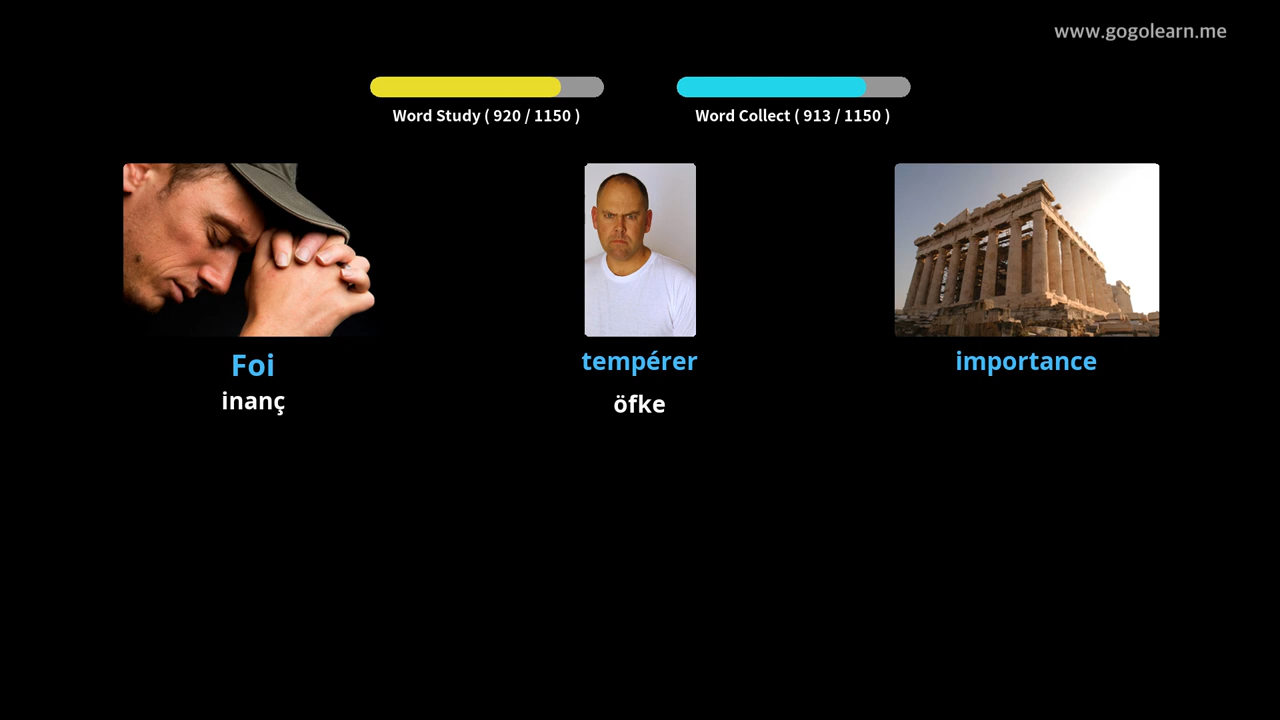 www.gogolearn.me
Word Study ( 920 / 1150 )
Word Collect ( 913 / 1150 )
Foi
inanç
tempérer
öfke
importance